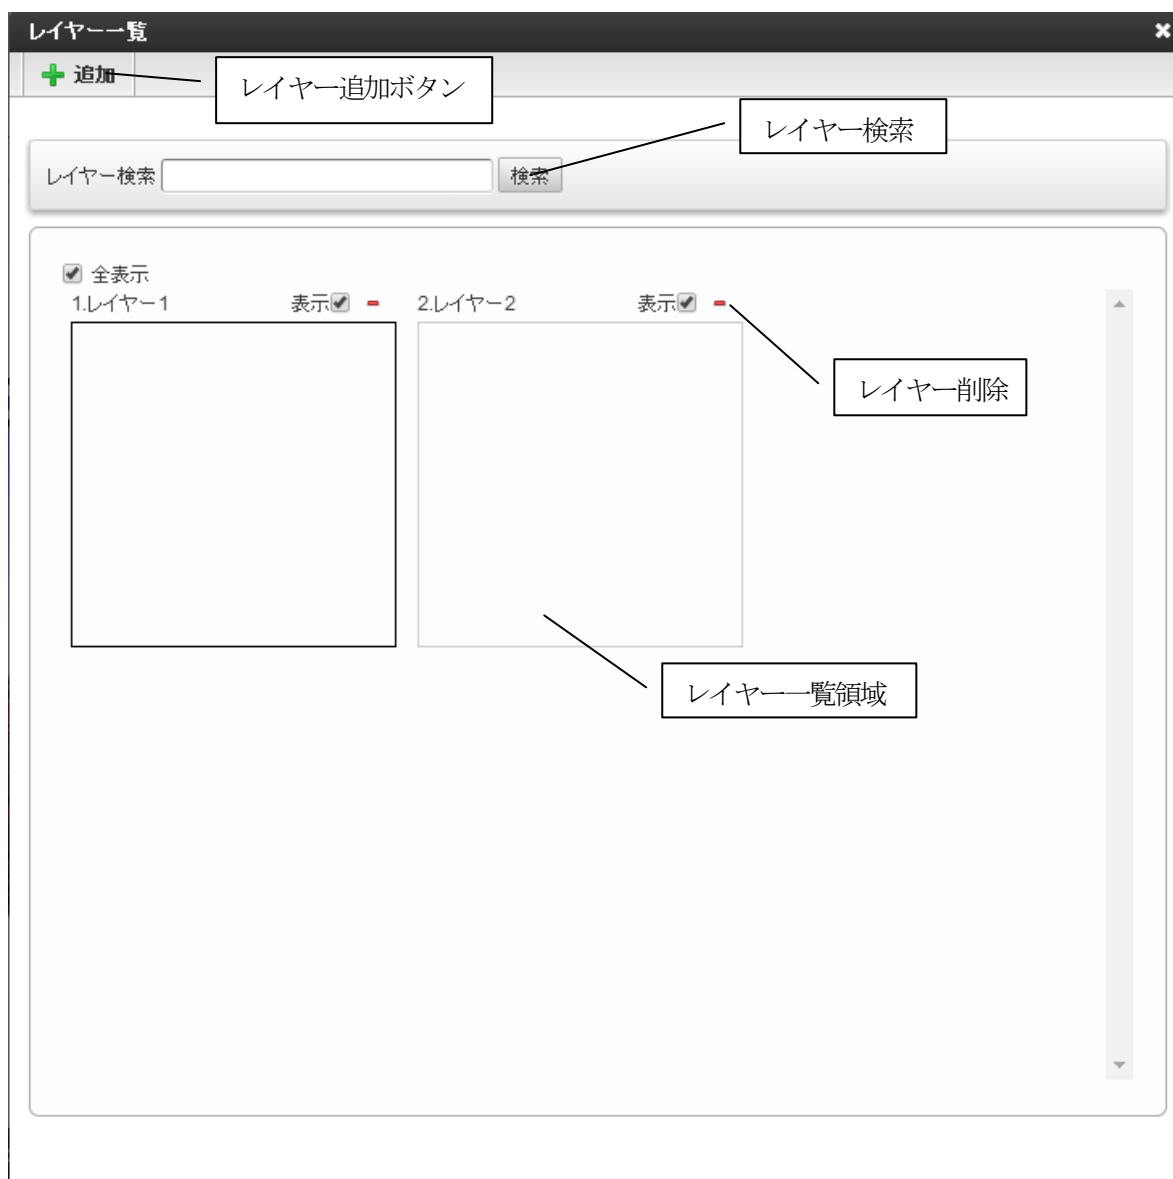 レイヤー一覧
追加
レイヤー追加ボタン
レイヤー検索
レイヤー検索 検索
全表示
1.レイヤー1 表示 2.レイヤー2 表示
レイヤー削除
レイヤー一覧領域